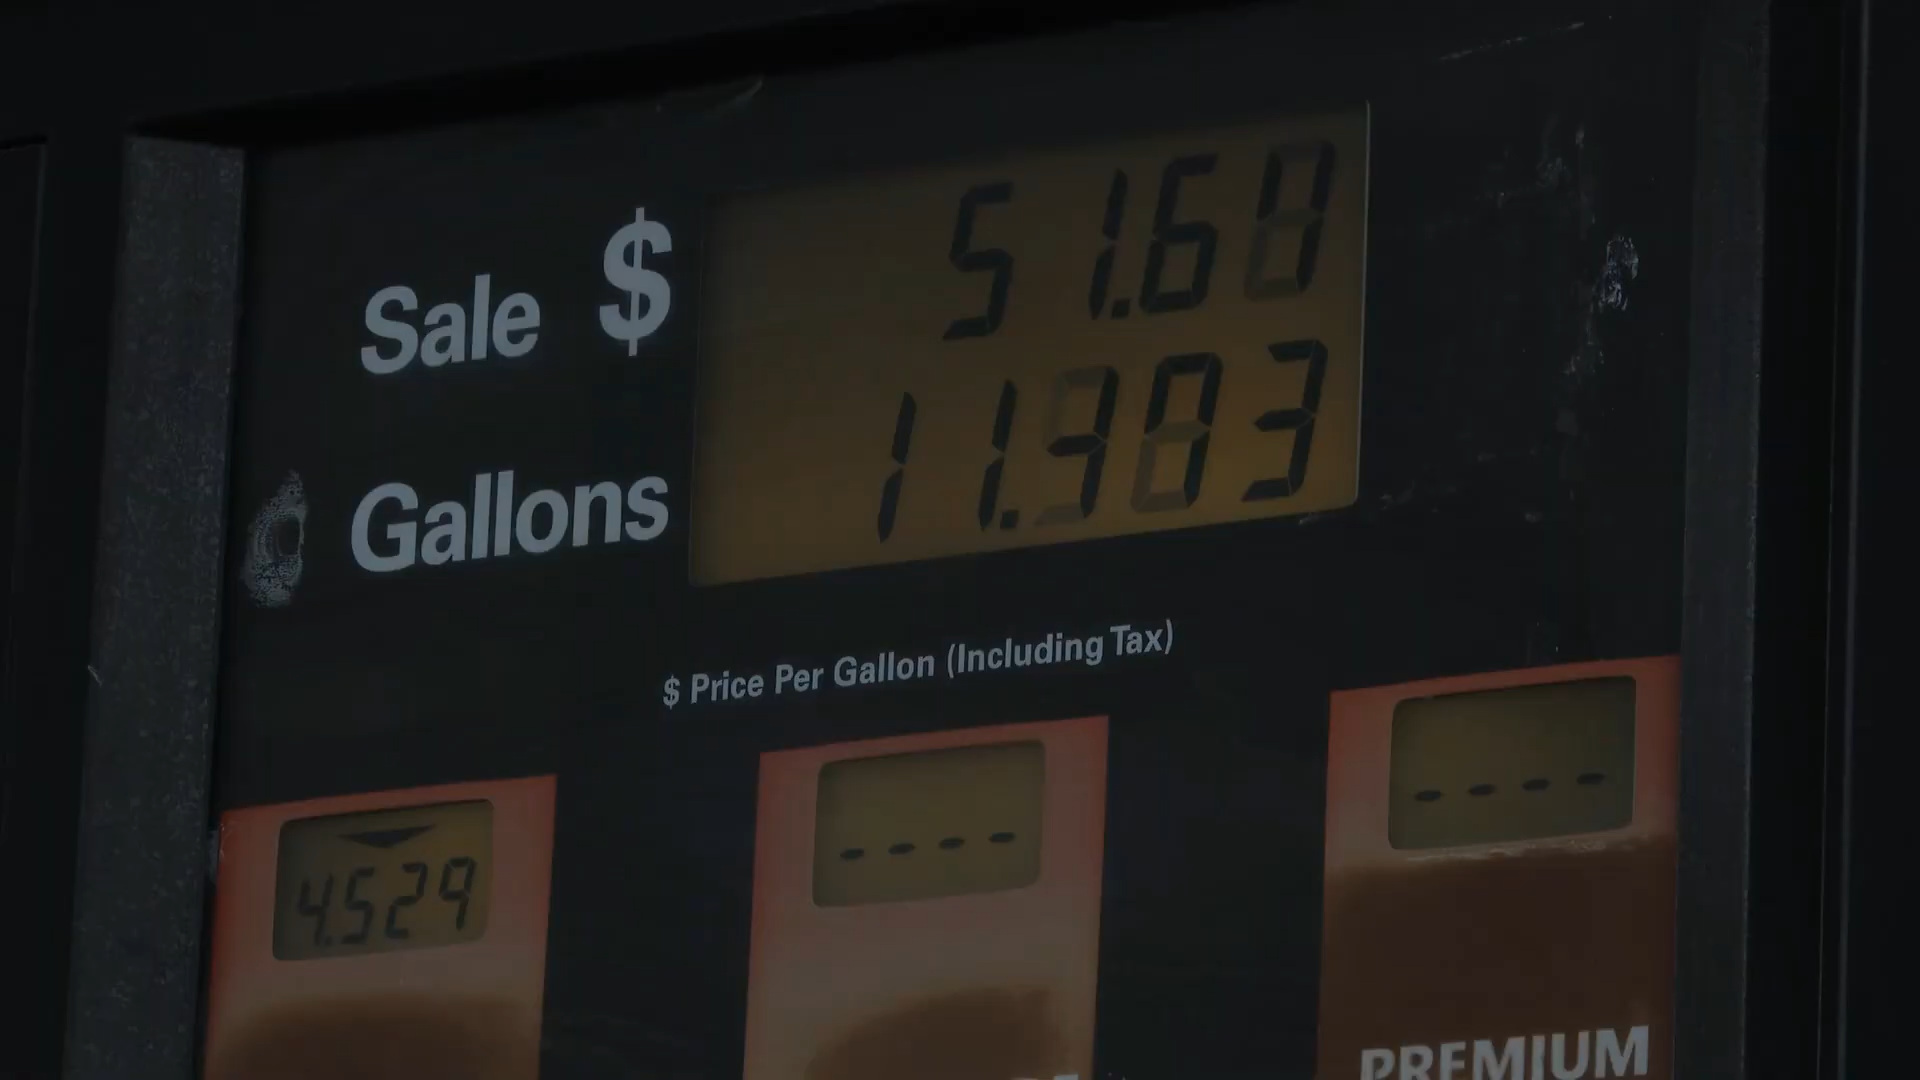 Sale $ 51.60
Gallons 11.903
$ Price Per Gallon (Including Tax)
4.529
- - - -
- - - -
PREMIUM